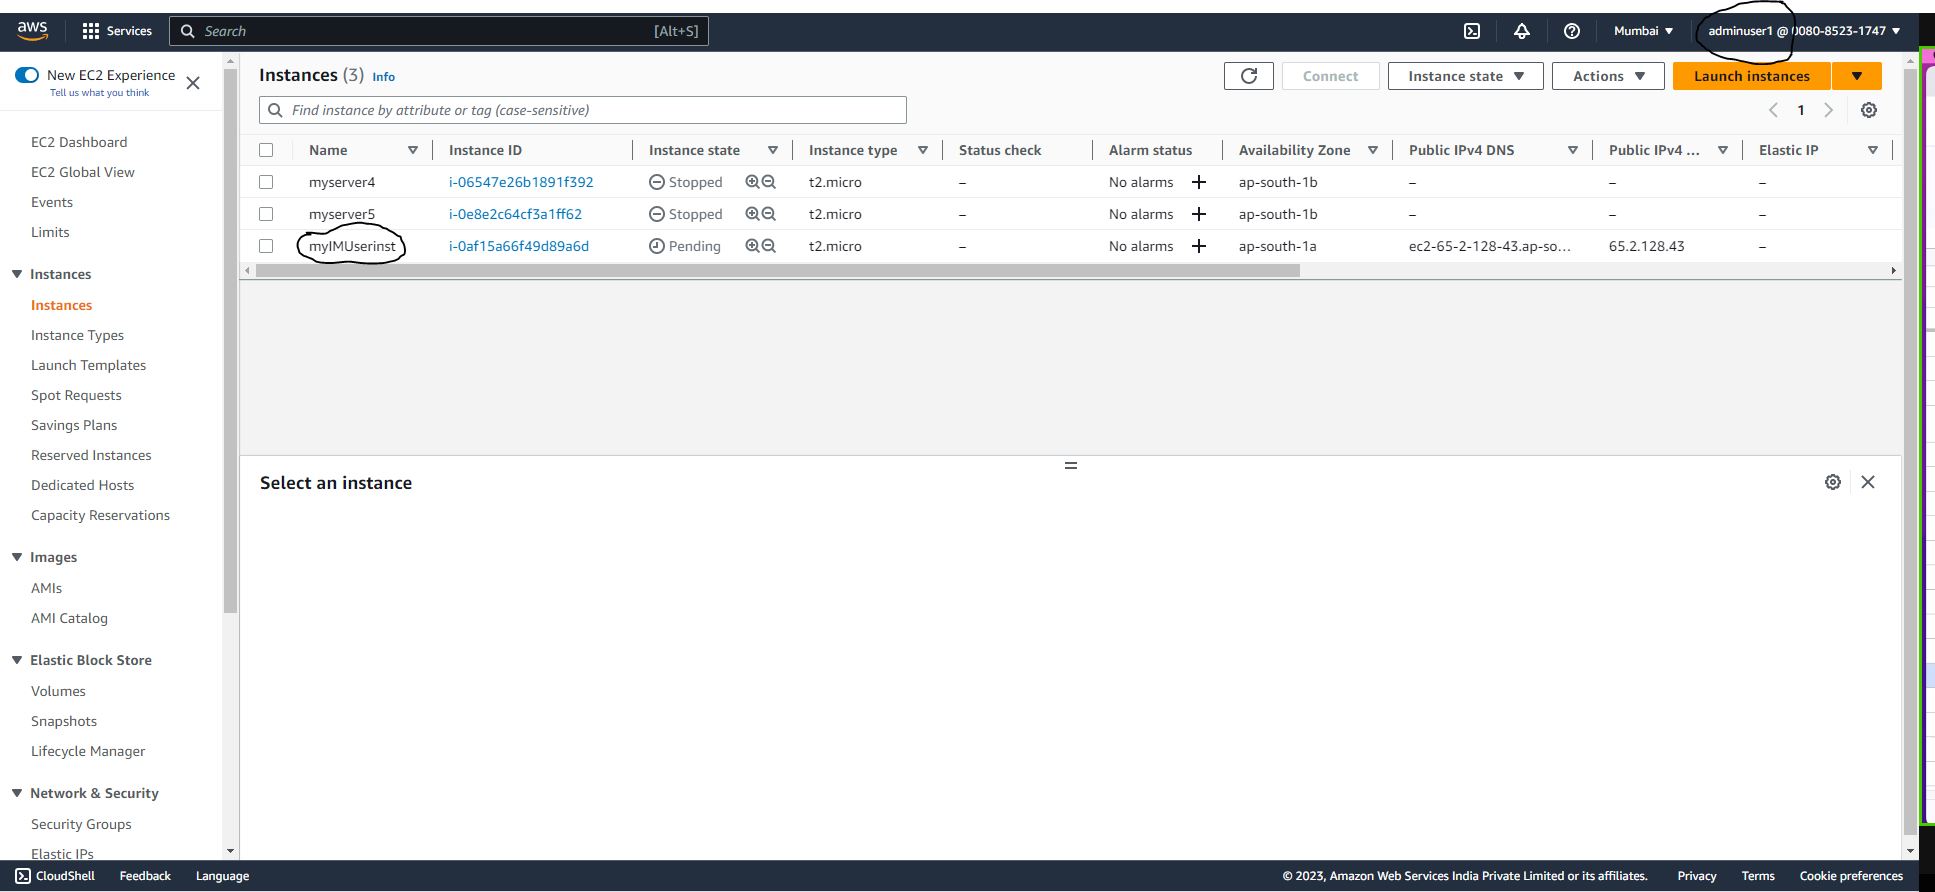 aws Services Search [Alt+S] Mumbai adminuser1 @ 0080-8523-1747
New EC2 Experience
Tell us what you think
EC2 Dashboard
EC2 Global View
Events
Limits
Instances
Instances
Instance Types
Launch Templates
Spot Requests
Savings Plans
Reserved Instances
Dedicated Hosts
Capacity Reservations
Images
AMIs
AMI Catalog
Elastic Block Store
Volumes
Snapshots
Lifecycle Manager
Network & Security
Security Groups
Elastic IPs
Instances (3) Info Connect Instance state Actions Launch instances
Find instance by attribute or tag (case-sensitive) 1
Name Instance ID Instance state Instance type Status check Alarm status Availability Zone Public IPv4 DNS Public IPv4 ... Elastic IP
myserver4 i-06547e26b1891f392 Stopped t2.micro – No alarms + ap-south-1b – – –
myserver5 i-0e8e2c64cf3a1ff62 Stopped t2.micro – No alarms + ap-south-1b – – –
myIMUserinst i-0af15a66f49d89a6d Pending t2.micro – No alarms + ap-south-1a ec2-65-2-128-43.ap-so... 65.2.128.43 –
Select an instance
CloudShell Feedback Language © 2023, Amazon Web Services India Private Limited or its affiliates. Privacy Terms Cookie preferences